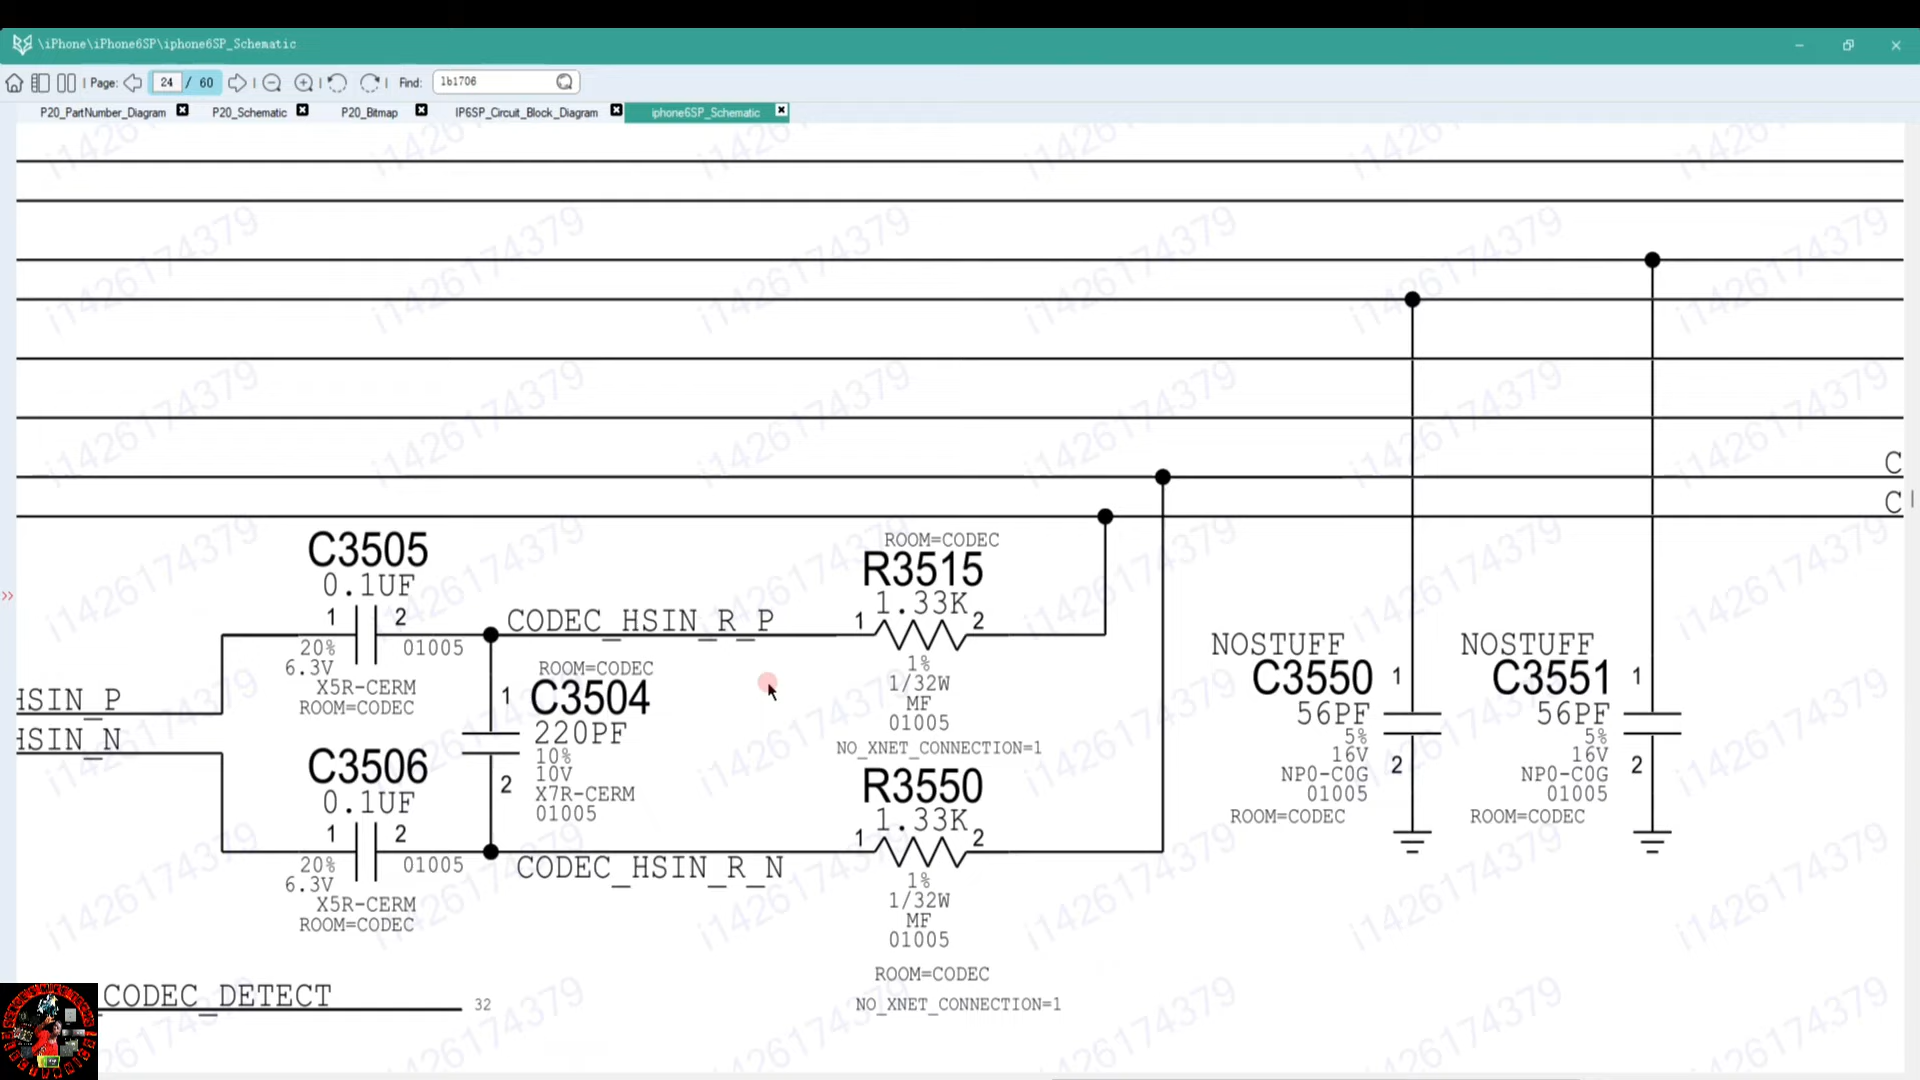 \iPhone\iPhone6SP\iphone6SP_Schematic
Page: 24 / 60 Find: lb1706
P20_PartNumber_Diagram P20_Schematic P20_Bitmap IP6SP_Circuit_Block_Diagram iphone6SP_Schematic
i1426174379
C
C
C3505
0.1UF
1 2
20% 01005
6.3V
X5R-CERM
ROOM=CODEC
CODEC_HSIN_R_P
ROOM=CODEC
1
C3504
220PF
10%
10V
2
X7R-CERM
01005
ROOM=CODEC
R3515
1.33K
1 2
1%
1/32W
MF
01005
NO_XNET_CONNECTION=1
HSIN_P
HSIN_N
C3506
0.1UF
1 2
20% 01005
6.3V
X5R-CERM
ROOM=CODEC
CODEC_HSIN_R_N
R3550
1.33K
1 2
1%
1/32W
MF
01005
ROOM=CODEC
NO_XNET_CONNECTION=1
NOSTUFF
C3550
1
56PF
5%
16V
2
NP0-C0G
01005
ROOM=CODEC
NOSTUFF
C3551
1
56PF
5%
16V
2
NP0-C0G
01005
ROOM=CODEC
_CODEC_DETECT 32